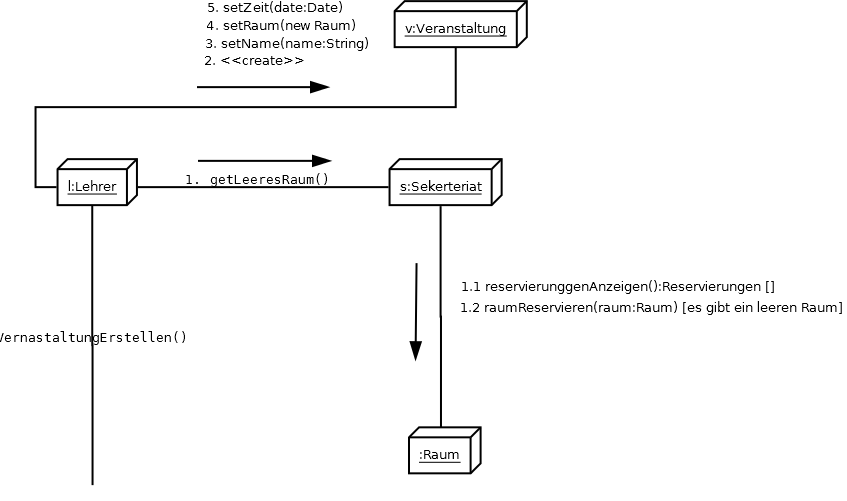 5. setZeit(date:Date)
4. setRaum(new Raum)
3. setName(name:String)
2. <<create>>
v:Veranstaltung
l:Lehrer
1. getLeeresRaum()
s:Sekerteriat
1.1 reservierunggenAnzeigen():Reservierungen []
1.2 raumReservieren(raum:Raum) [es gibt ein leeren Raum]
VernastaltungErstellen()
:Raum